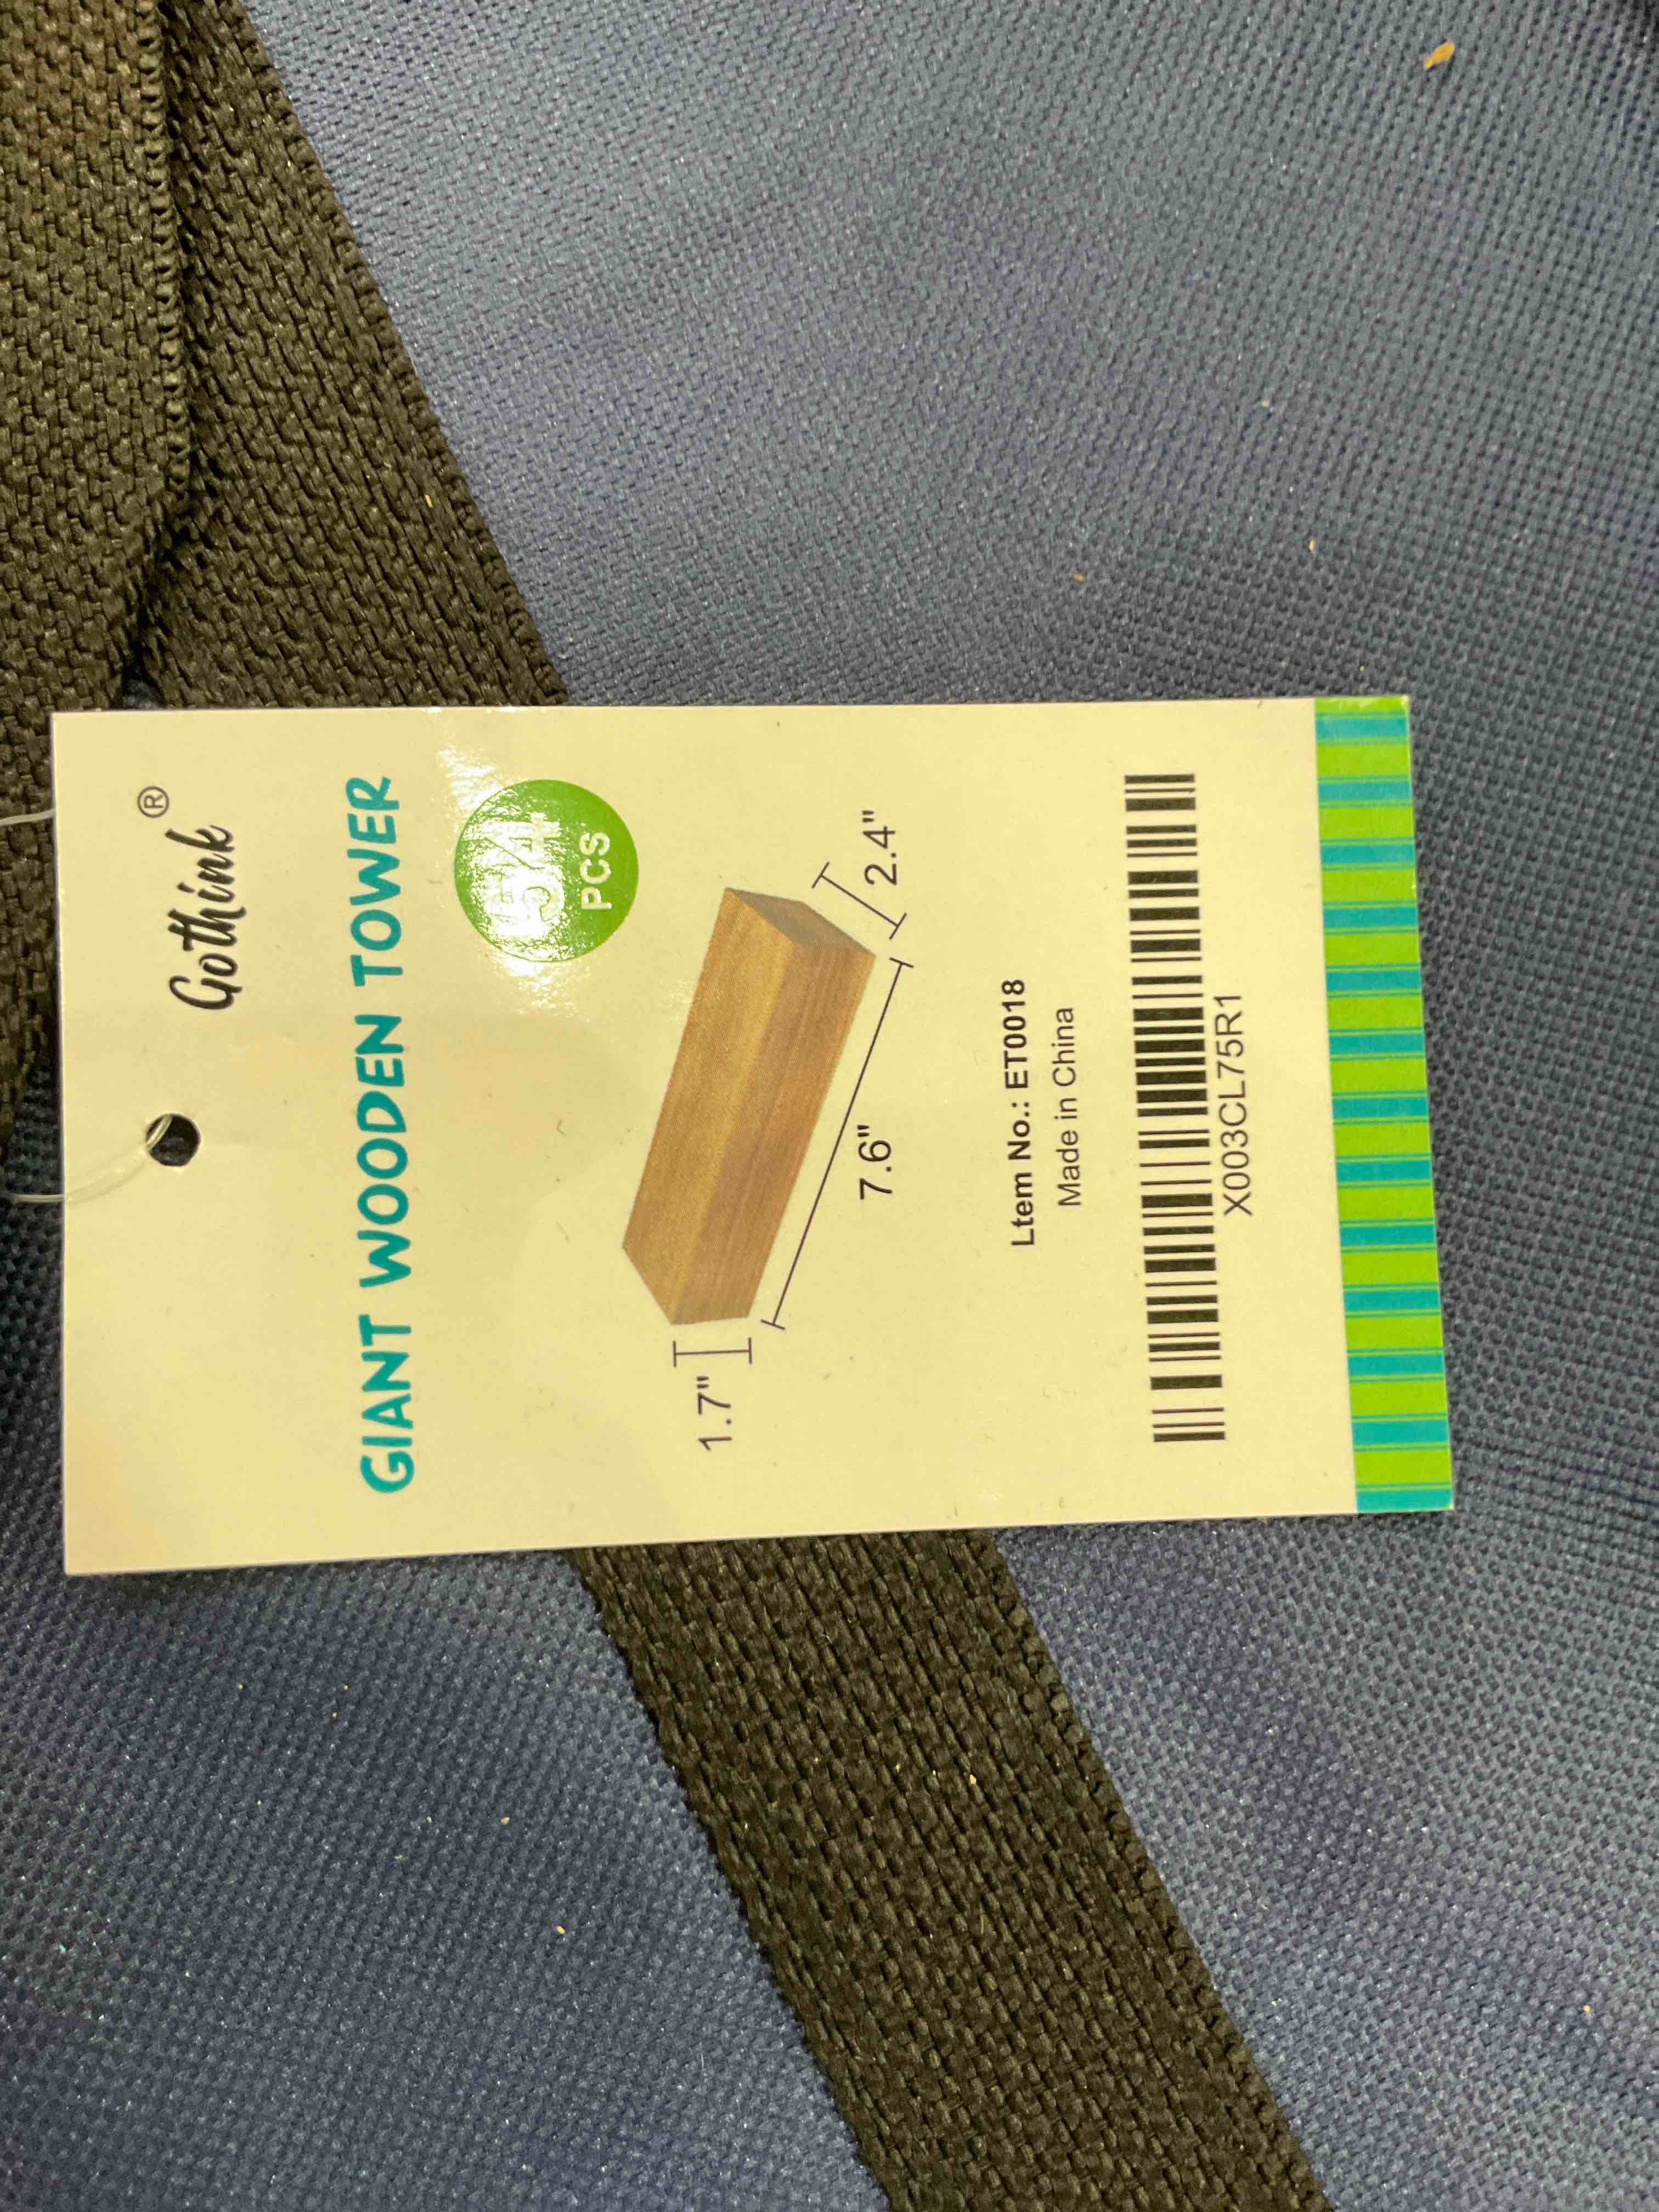 Gothink®
GIANT WOODEN TOWER
54
PCS
2.4"
7.6"
1.7"
Ltem No.: ET0018
Made in China
X003CL75R1